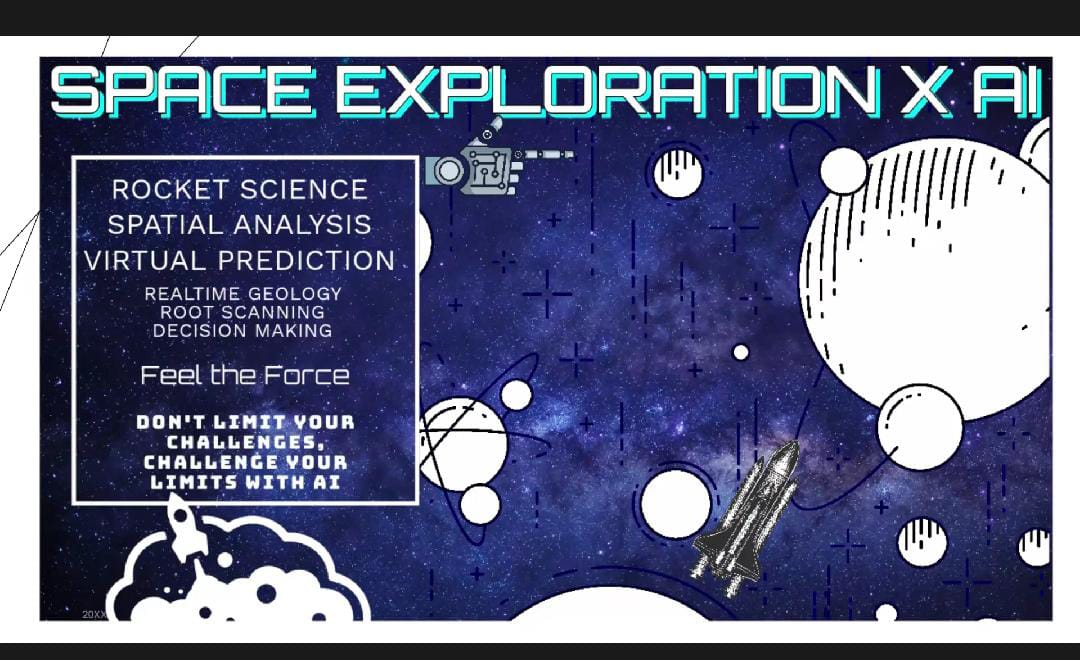 SPACE EXPLORATION X AI
ROCKET SCIENCE
SPATIAL ANALYSIS
VIRTUAL PREDICTION
REALTIME GEOLOGY
ROOT SCANNING
DECISION MAKING
Feel the Force
DON'T LIMIT YOUR
CHALLENGES,
CHALLENGE YOUR
LIMITS WITH AI
20XX